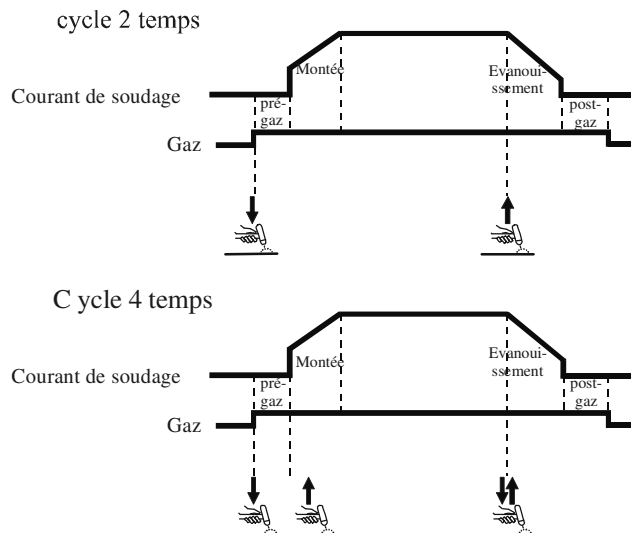 cycle 2 temps
Montée
Evanoui-
ssement
Courant de soudage
pré-
gaz
post-
gaz
Gaz
C ycle 4 temps
Montée
Evanoui-
ssement
Courant de soudage
pré-
gaz
post-
gaz
Gaz